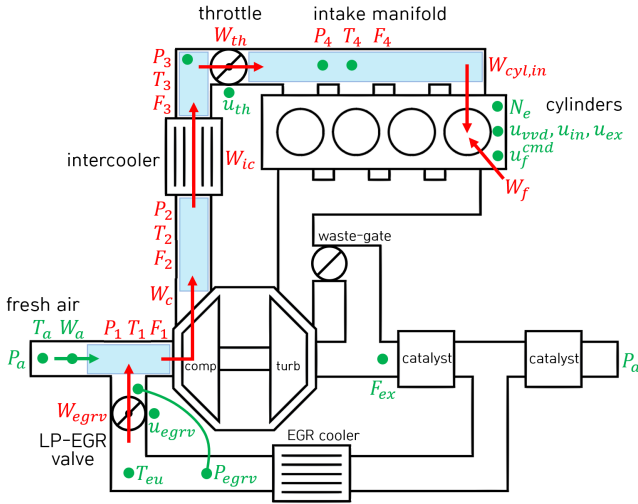 throttle
intake manifold
W_th
P_4 T_4 F_4
P_3
T_3
F_3
W_cyl,in
u_th
N_e cylinders
u_vvd, u_in, u_ex
u_f^cmd
intercooler
W_ic
W_f
P_2
T_2
F_2
waste-gate
W_c
fresh air
T_a W_a
P_1 T_1 F_1
P_a
comp
turb
catalyst
catalyst
P_a
F_ex
W_egrv
u_egrv
LP-EGR
valve
EGR cooler
T_eu
P_egrv